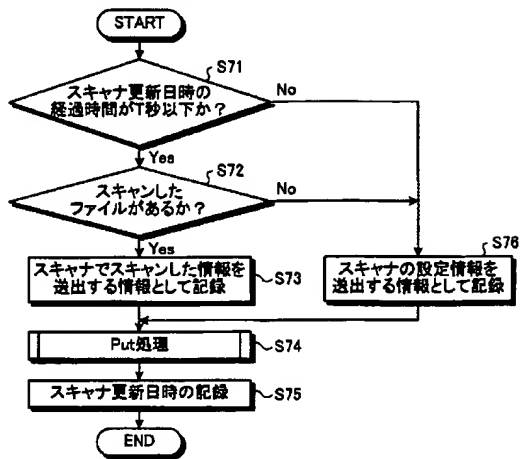 START
S71
スキャナ更新日時の
経過時間がT秒以下か？
No
Yes
S72
スキャンした
ファイルがあるか？
No
Yes
S73
スキャナでスキャンした情報を
送出する情報として記録
S76
スキャナの設定情報を
送出する情報として記録
Put処理
S74
スキャナ更新日時の記録
S75
END